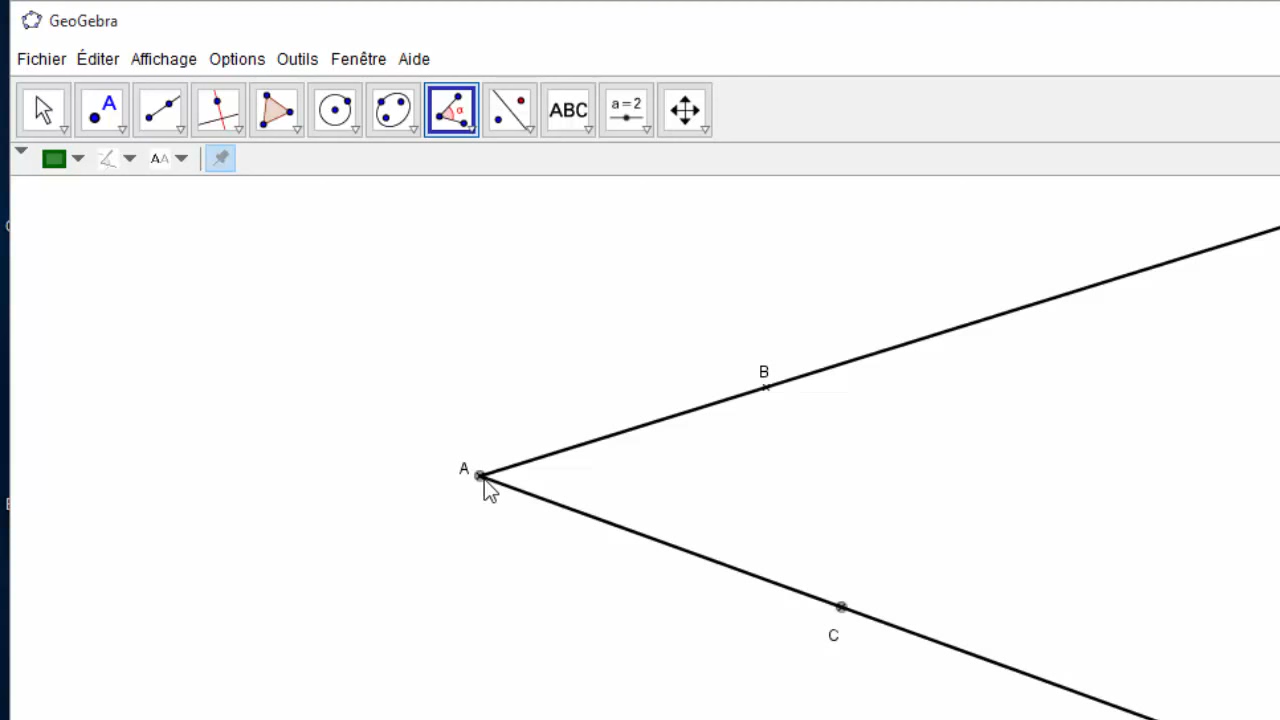 GeoGebra
Fichier Éditer Affichage Options Outils Fenêtre Aide
A α ABC a=2
AA
B
A
C